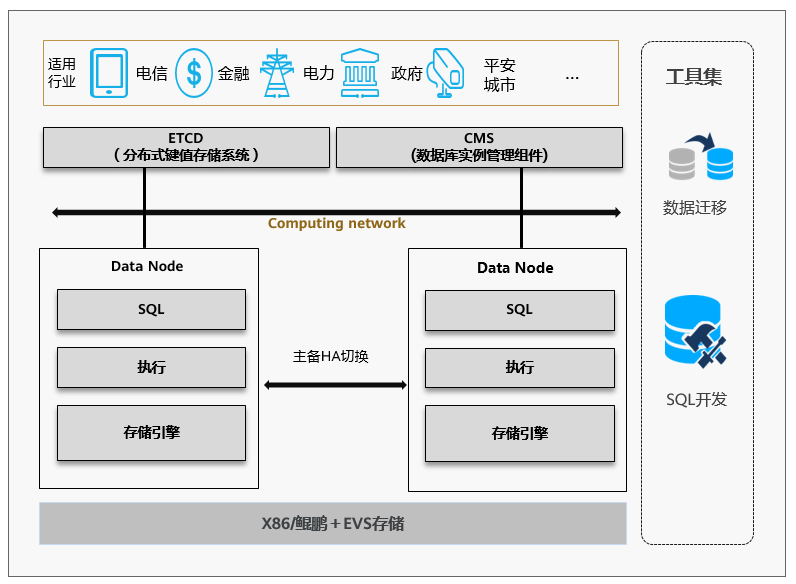 适用
行业
电信
金融
电力
政府
平安
城市
...
工具集
ETCD
（分布式键值存储系统）
CMS
(数据库实例管理组件)
数据迁移
Computing network
Data Node
SQL
执行
存储引擎
主备HA切换
Data Node
SQL
执行
存储引擎
SQL开发
X86/鲲鹏＋EVS存储